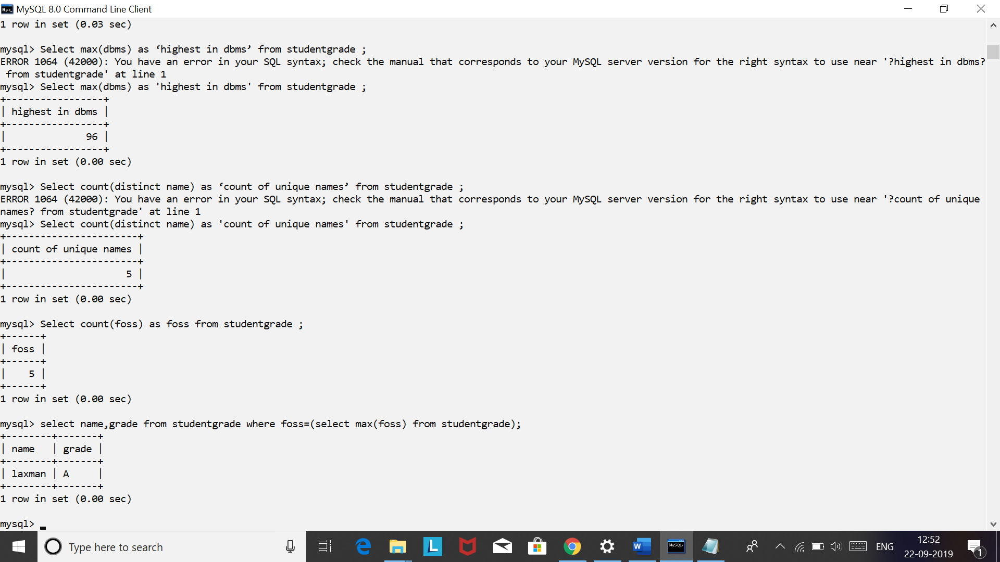 MySQL 8.0 Command Line Client
1 row in set (0.03 sec)

mysql> Select max(dbms) as ‘highest in dbms’ from studentgrade ;
ERROR 1064 (42000): You have an error in your SQL syntax; check the manual that corresponds to your MySQL server version for the right syntax to use near '?highest in dbms?
 from studentgrade' at line 1
mysql> Select max(dbms) as 'highest in dbms' from studentgrade ;
+-----------------+
| highest in dbms |
+-----------------+
|              96 |
+-----------------+
1 row in set (0.00 sec)

mysql> Select count(distinct name) as ‘count of unique names’ from studentgrade ;
ERROR 1064 (42000): You have an error in your SQL syntax; check the manual that corresponds to your MySQL server version for the right syntax to use near '?count of unique
names? from studentgrade' at line 1
mysql> Select count(distinct name) as 'count of unique names' from studentgrade ;
+-----------------------+
| count of unique names |
+-----------------------+
|                     5 |
+-----------------------+
1 row in set (0.00 sec)

mysql> Select count(foss) as foss from studentgrade ;
+------+
| foss |
+------+
|    5 |
+------+
1 row in set (0.00 sec)

mysql> select name,grade from studentgrade where foss=(select max(foss) from studentgrade);
+--------+-------+
| name   | grade |
+--------+-------+
| laxman | A     |
+--------+-------+
1 row in set (0.00 sec)

mysql>
Type here to search
L
W
MySQL>
ENG
12:52
22-09-2019
1